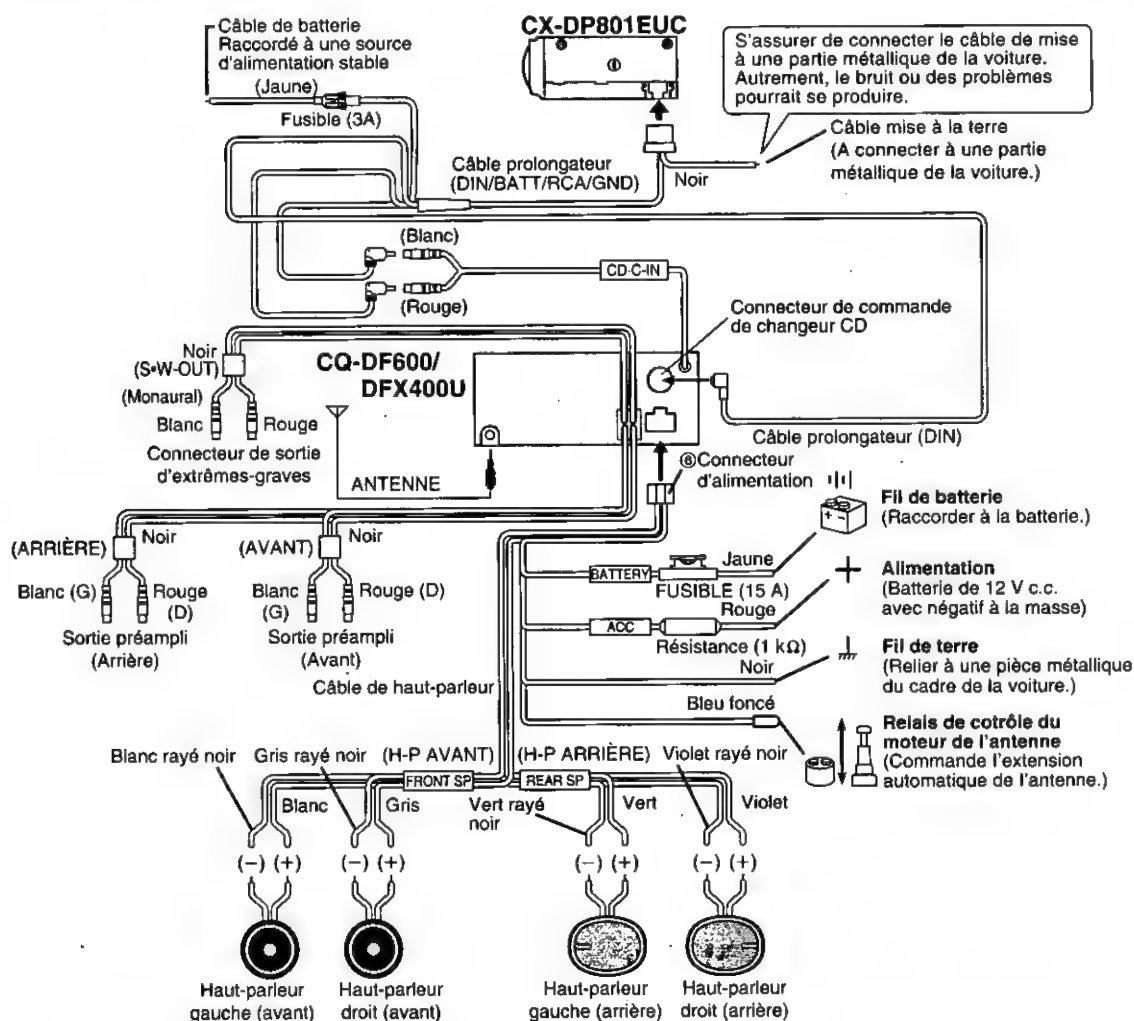 Câble de batterie
Raccordé à une source
d'alimentation stable
(Jaune)
Fusible (3A)
CX-DP801EUC
S'assurer de connecter le câble de mise
à une partie métallique de la voiture.
Autrement, le bruit ou des problèmes
pourrait se produire.
Câble mise à la terre
(A connecter à une partie
métallique de la voiture.)
Câble prolongateur
(DIN/BATT/RCA/GND)
Noir
(Blanc)
(Rouge)
CD·C-IN
Connecteur de commande
de changeur CD
Noir
(S•W-OUT)
(Monaural)
Blanc
Rouge
Connecteur de sortie
d'extrêmes-graves
CQ-DF600/
DFX400U
ANTENNE
Câble prolongateur (DIN)
⑧Connecteur
d'alimentation
(ARRIÈRE)
Noir
Blanc (G)
Rouge
(D)
Sortie préampli
(Arrière)
(AVANT)
Noir
Blanc
(G)
Rouge (D)
Sortie préampli
(Avant)
Fil de batterie
(Raccorder à la batterie.)
Jaune
BATTERY
FUSIBLE (15 A)
Alimentation
(Batterie de 12 V c.c.
avec négatif à la masse)
Rouge
ACC
Résistance (1 kΩ)
Noir
Fil de terre
(Relier à une pièce métallique
du cadre de la voiture.)
Bleu foncé
Relais de cotrôle du
moteur de l'antenne
(Commande l'extension
automatique de l'antenne.)
Câble de haut-parleur
Blanc rayé noir
Gris rayé noir
(H-P AVANT)
(H-P ARRIÈRE)
Violet rayé noir
FRONT SP
REAR SP
Blanc
Gris
Vert rayé
noir
Vert
Violet
(−) (+)
(−) (+)
(−) (+)
(−) (+)
Haut-parleur
gauche (avant)
Haut-parleur
droit (avant)
Haut-parleur
gauche (arrière)
Haut-parleur
droit (arrière)